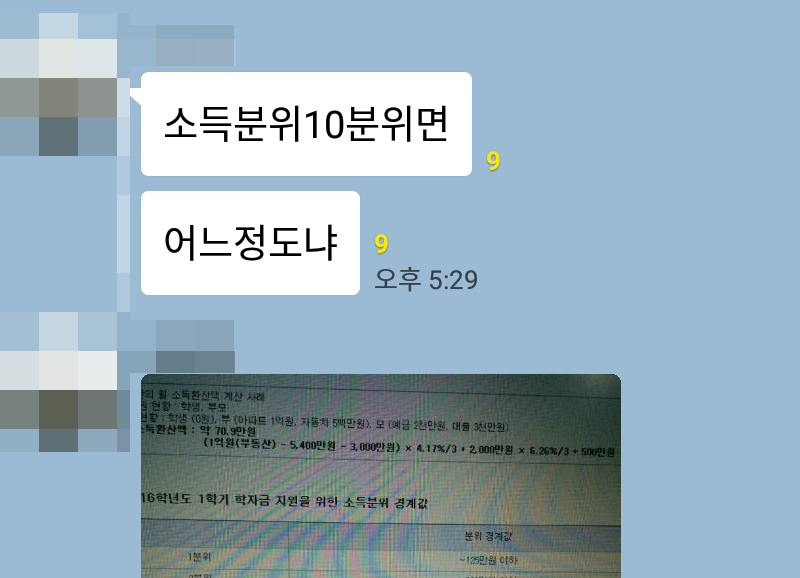 소득분위10분위면
9
어느정도냐
9
오후 5:29
의 월 소득환산액 계산 사례
현황 : 학생, 부모
현황 : 학생 (0원), 부 (아파트 1억원, 자동차 5백만원), 모 (예금 2천만원, 대출 3천만원)
소득환산액 : 약 70.9만원
(1억원(부동산) - 5,400만원 - 3,000만원) × 4.17%/3 + 2,000만원 × 6.26%/3 + 500만원
16학년도 1학기 학자금 지원을 위한 소득분위 경계값
분위 경계값
1분위
~125만원 이하